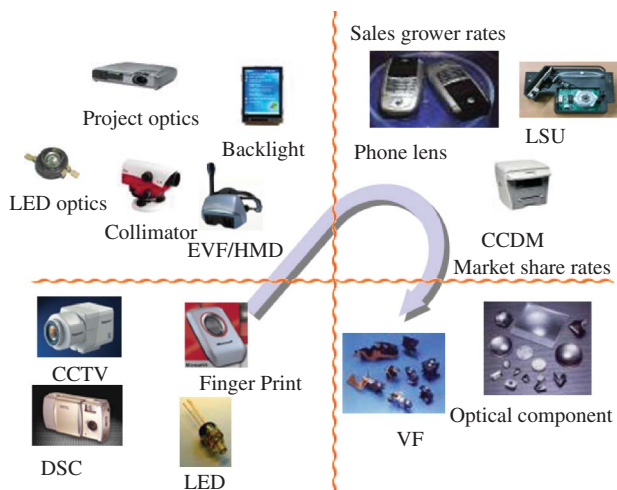 Sales grower rates
Project optics
Backlight
Phone lens
LSU
LED optics
Collimator
EVF/HMD
CCDM
Market share rates
CCTV
Finger Print
VF
Optical component
DSC
LED